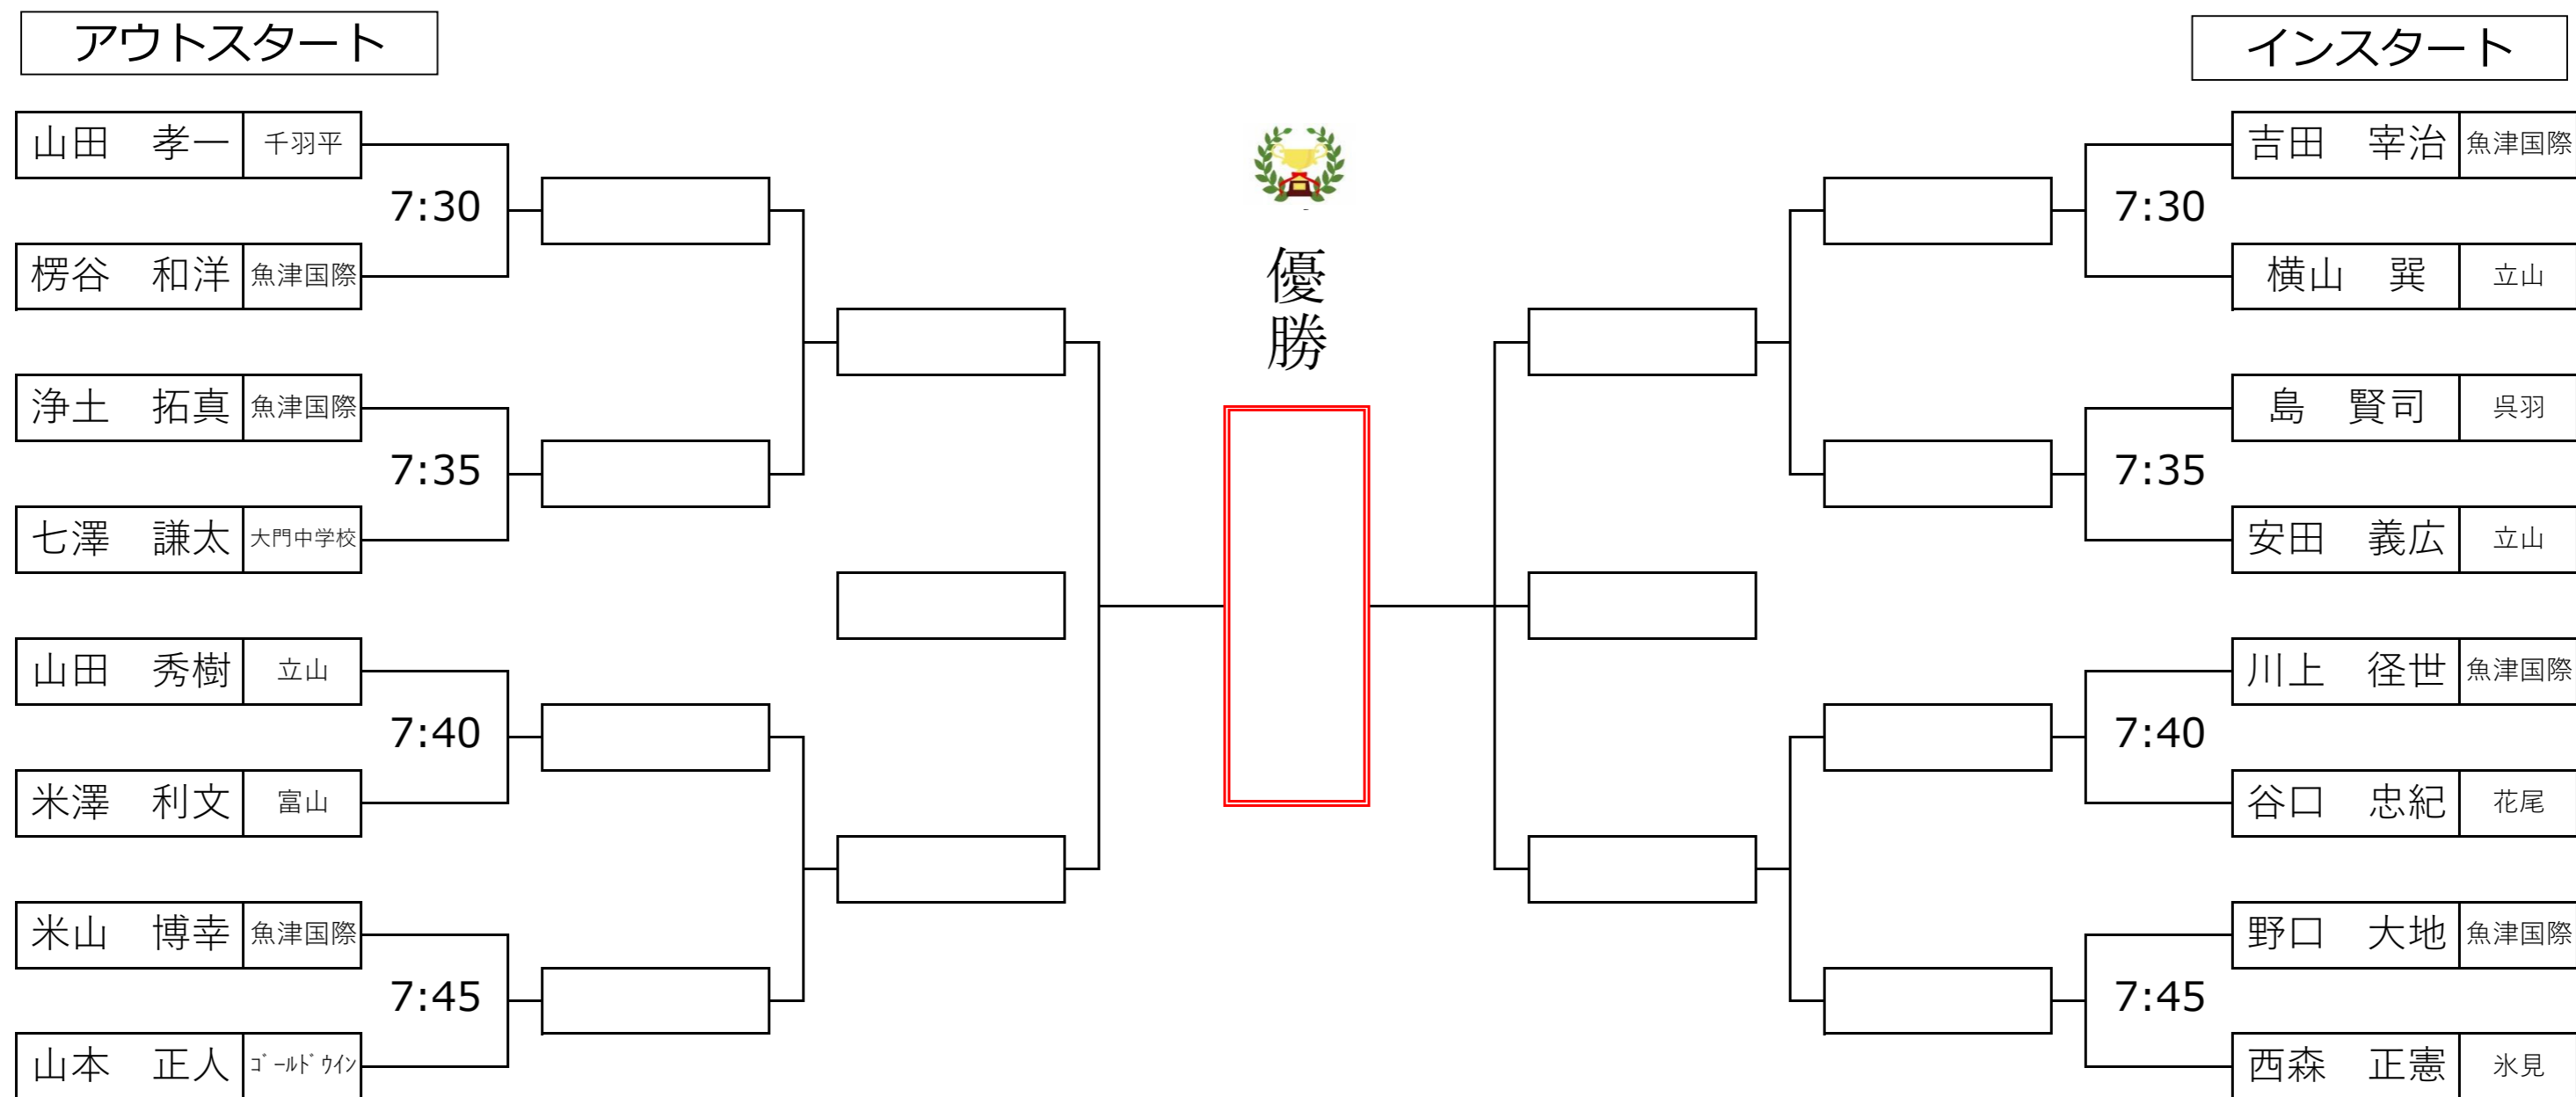 アウトスタート
インスタート
山田　孝一 千羽平
7:30
楞谷　和洋 魚津国際
浄土　拓真 魚津国際
7:35
七澤　謙太 大門中学校
山田　秀樹 立山
7:40
米澤　利文 富山
米山　博幸 魚津国際
7:45
山本　正人 ｺﾞｰﾙﾄﾞｳｲﾝ
優勝
吉田　宰治 魚津国際
7:30
横山　巽 立山
島　賢司 呉羽
7:35
安田　義広 立山
川上　径世 魚津国際
7:40
谷口　忠紀 花尾
野口　大地 魚津国際
7:45
西森　正憲 氷見